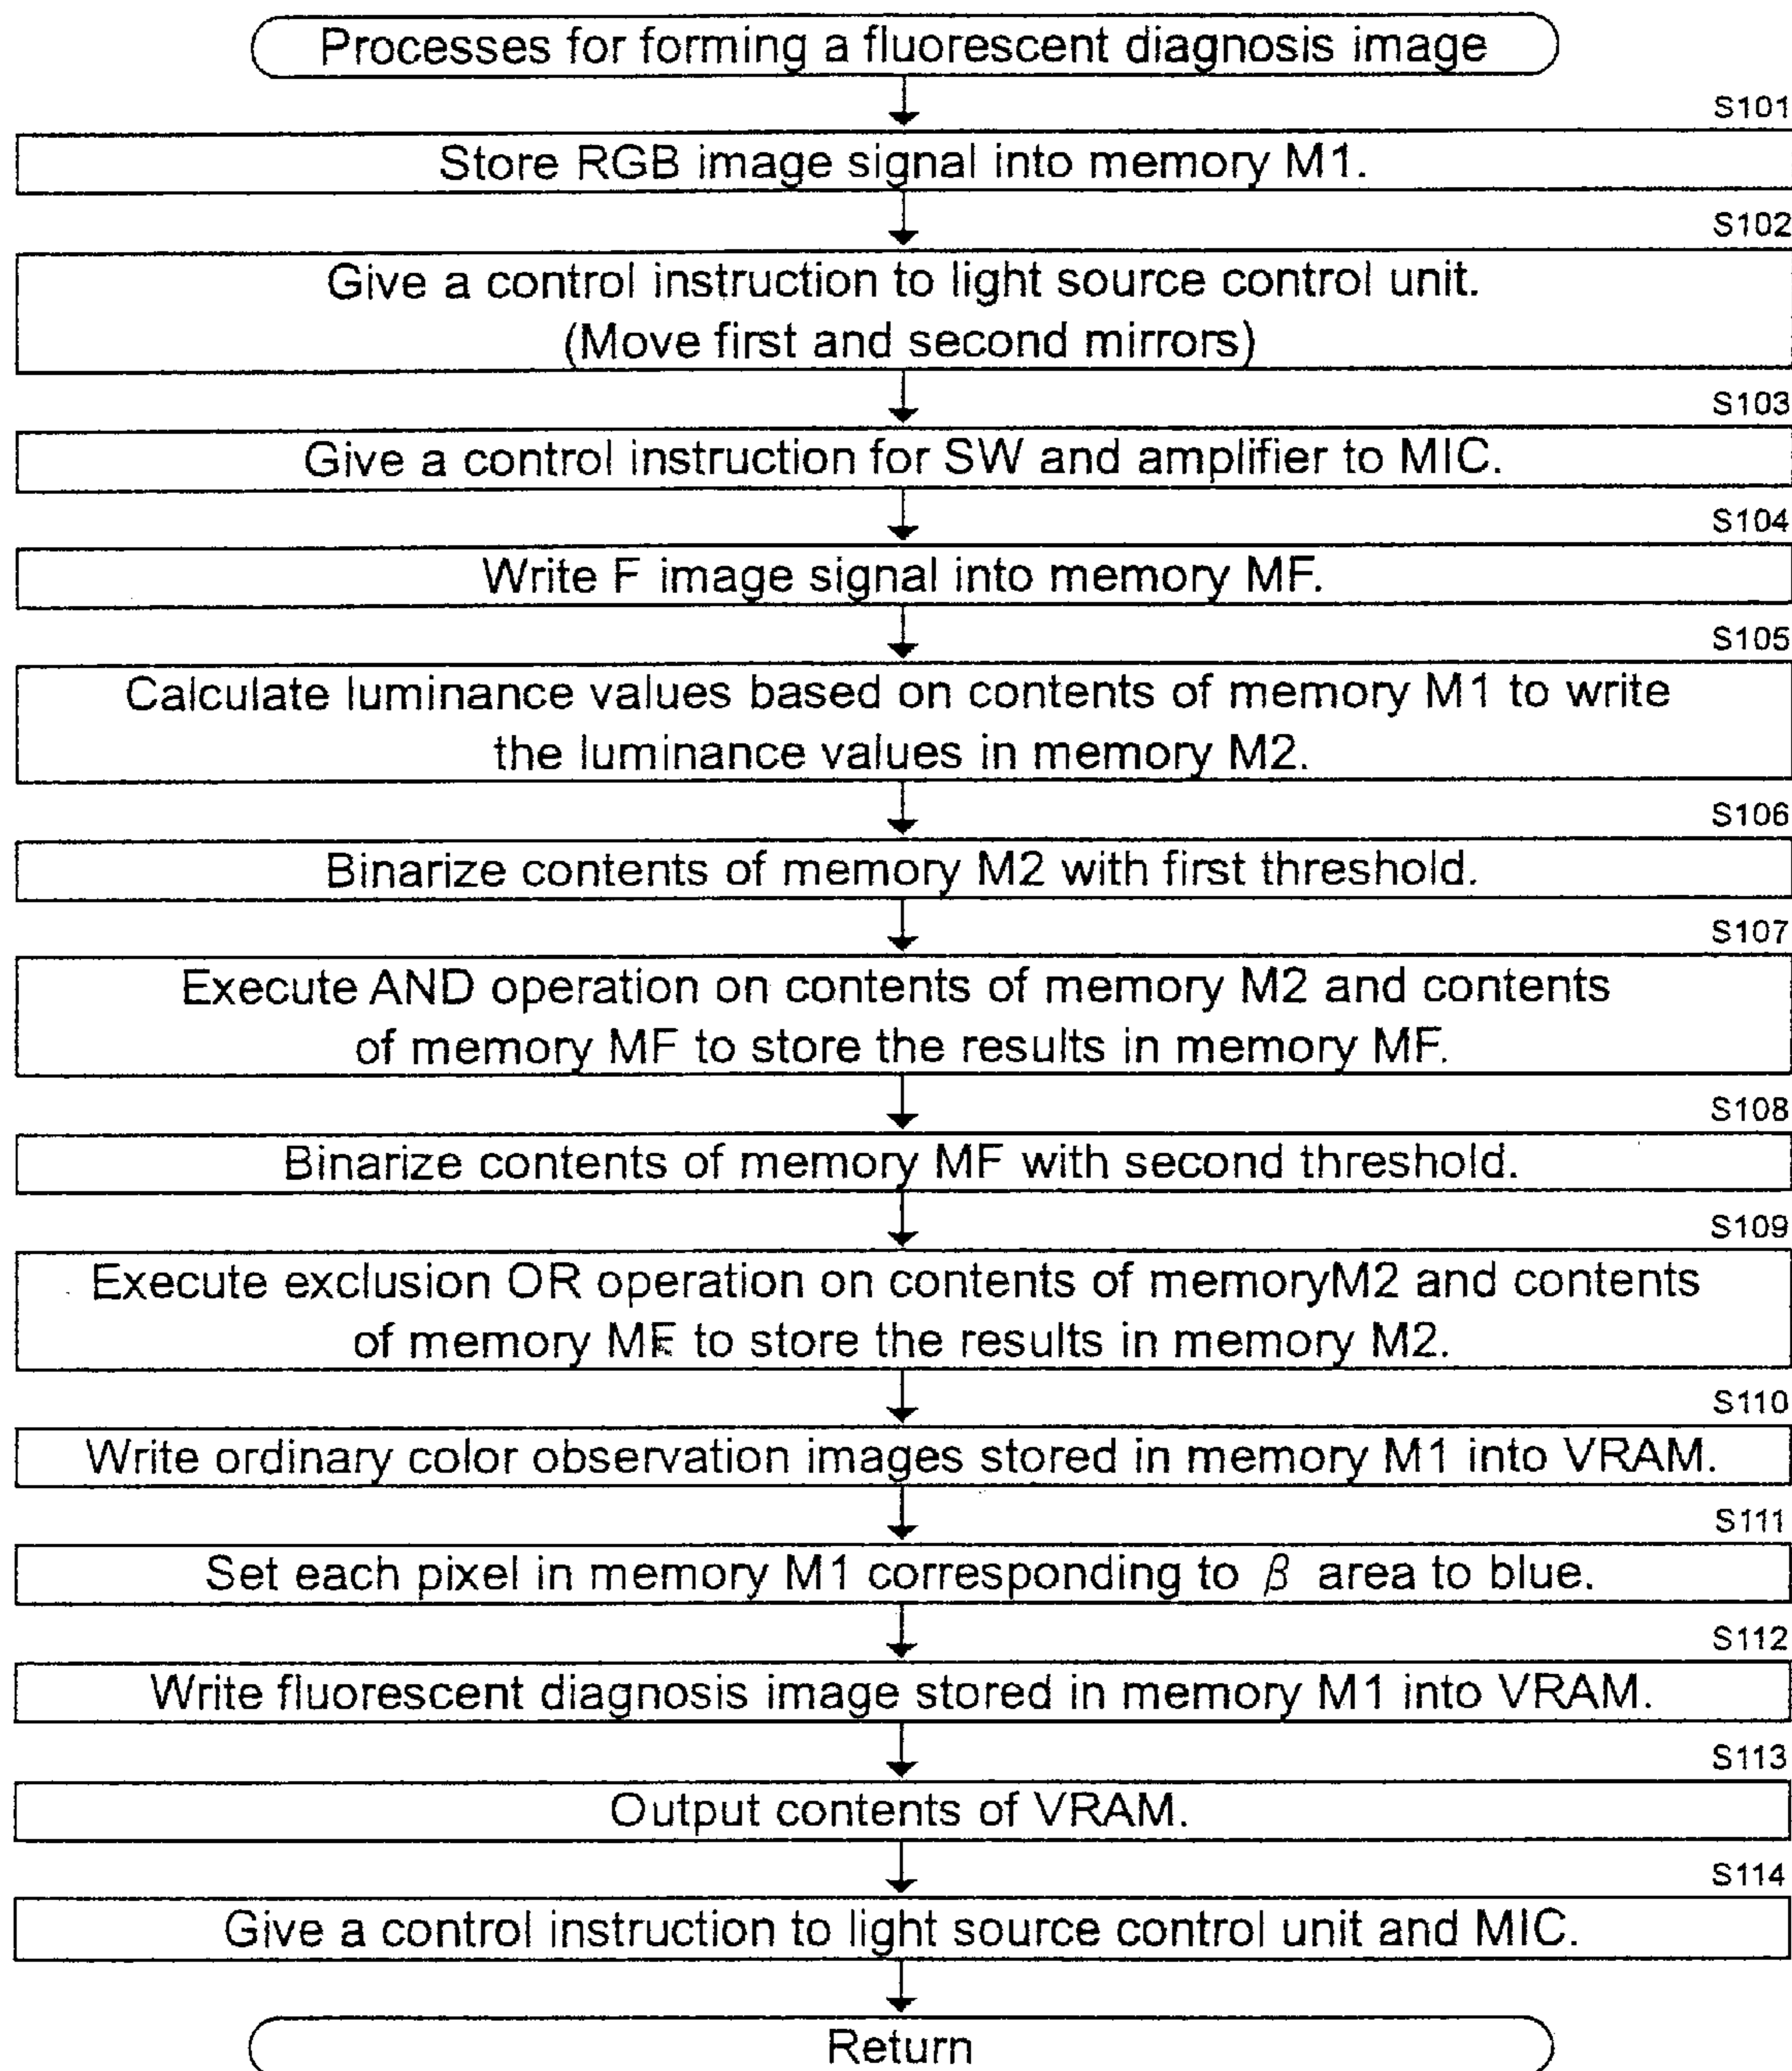 Processes for forming a fluorescent diagnosis image
S101
Store RGB image signal into memory M1.
S102
Give a control instruction to light source control unit.
(Move first and second mirrors)
S103
Give a control instruction for SW and amplifier to MIC.
S104
Write F image signal into memory MF.
S105
Calculate luminance values based on contents of memory M1 to write
the luminance values in memory M2.
S106
Binarize contents of memory M2 with first threshold.
S107
Execute AND operation on contents of memory M2 and contents
of memory MF to store the results in memory MF.
S108
Binarize contents of memory MF with second threshold.
S109
Execute exclusion OR operation on contents of memoryM2 and contents
of memory MF to store the results in memory M2.
S110
Write ordinary color observation images stored in memory M1 into VRAM.
S111
Set each pixel in memory M1 corresponding to β area to blue.
S112
Write fluorescent diagnosis image stored in memory M1 into VRAM.
S113
Output contents of VRAM.
S114
Give a control instruction to light source control unit and MIC.
Return